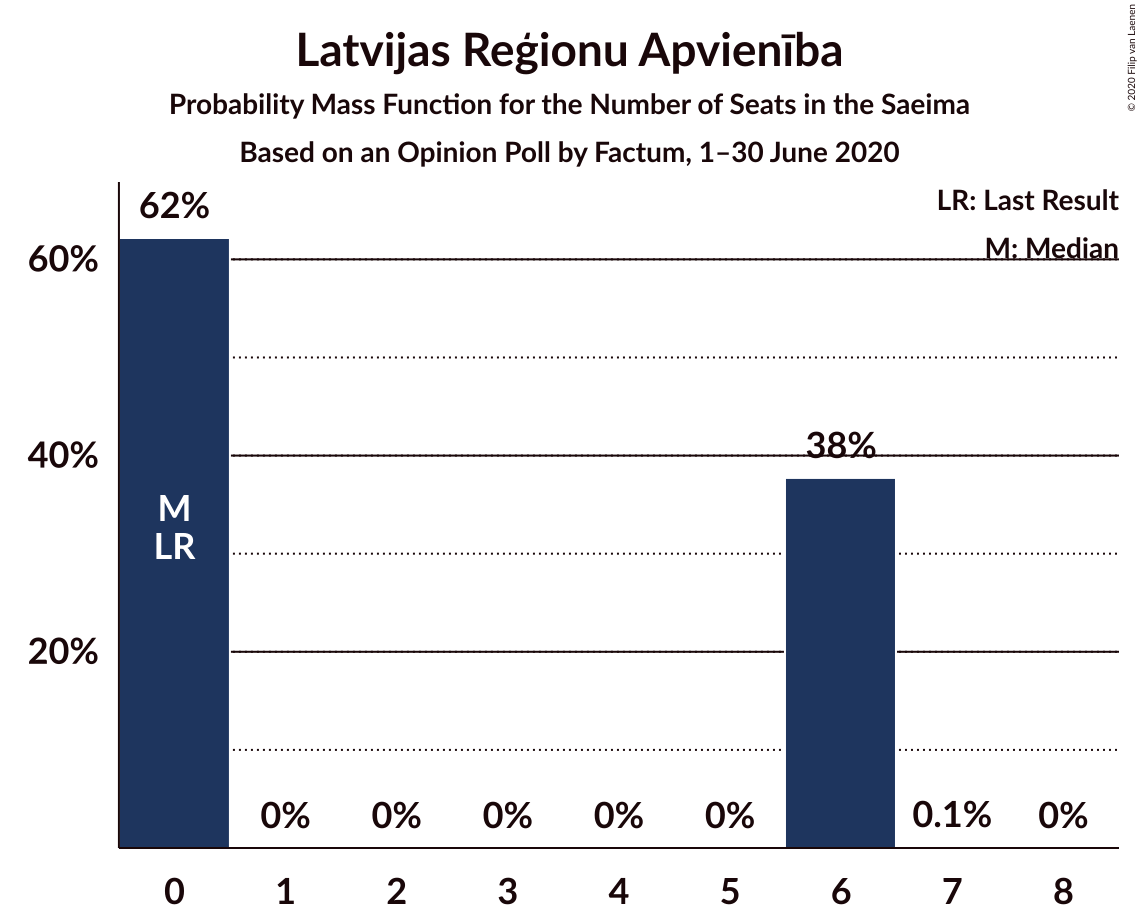 Latvijas Reģionu Apvienība
Probability Mass Function for the Number of Seats in the Saeima
Based on an Opinion Poll by Factum, 1–30 June 2020
© 2020 Filip van Laenen
LR: Last Result
M: Median
62%
60%
40%
20%
M
LR
0%
0%
0%
0%
0%
38%
0.1%
0%
0 1 2 3 4 5 6 7 8